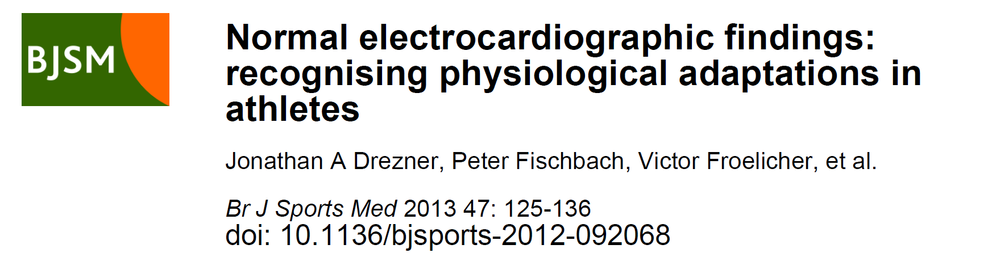 BJSM
Normal electrocardiographic findings:
recognising physiological adaptations in
athletes
Jonathan A Drezner, Peter Fischbach, Victor Froelicher, et al.
Br J Sports Med 2013 47: 125-136
doi: 10.1136/bjsports-2012-092068